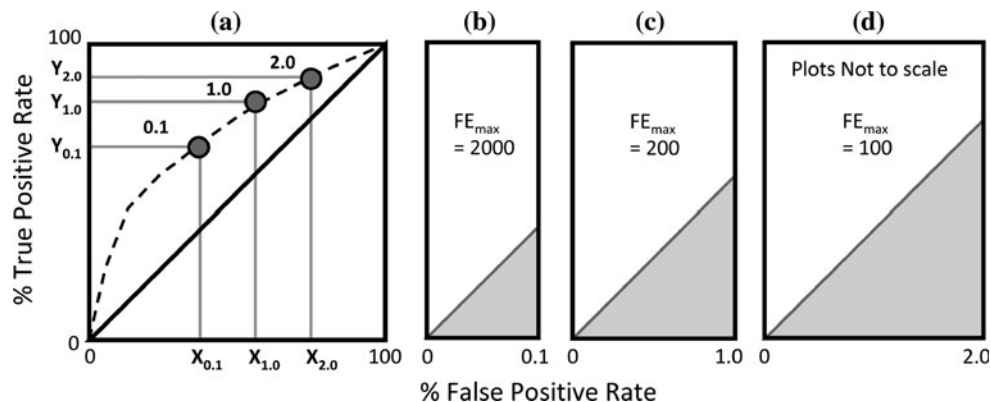 (a)
100
Y2.0
Y1.0
Y0.1
0
% True Positive Rate
0.1
1.0
2.0
0
X0.1
X1.0
X2.0
100
(b)
FEmax
= 2000
0
0.1
(c)
FEmax
= 200
0
1.0
(d)
Plots Not to scale
FEmax
= 100
0
2.0
% False Positive Rate